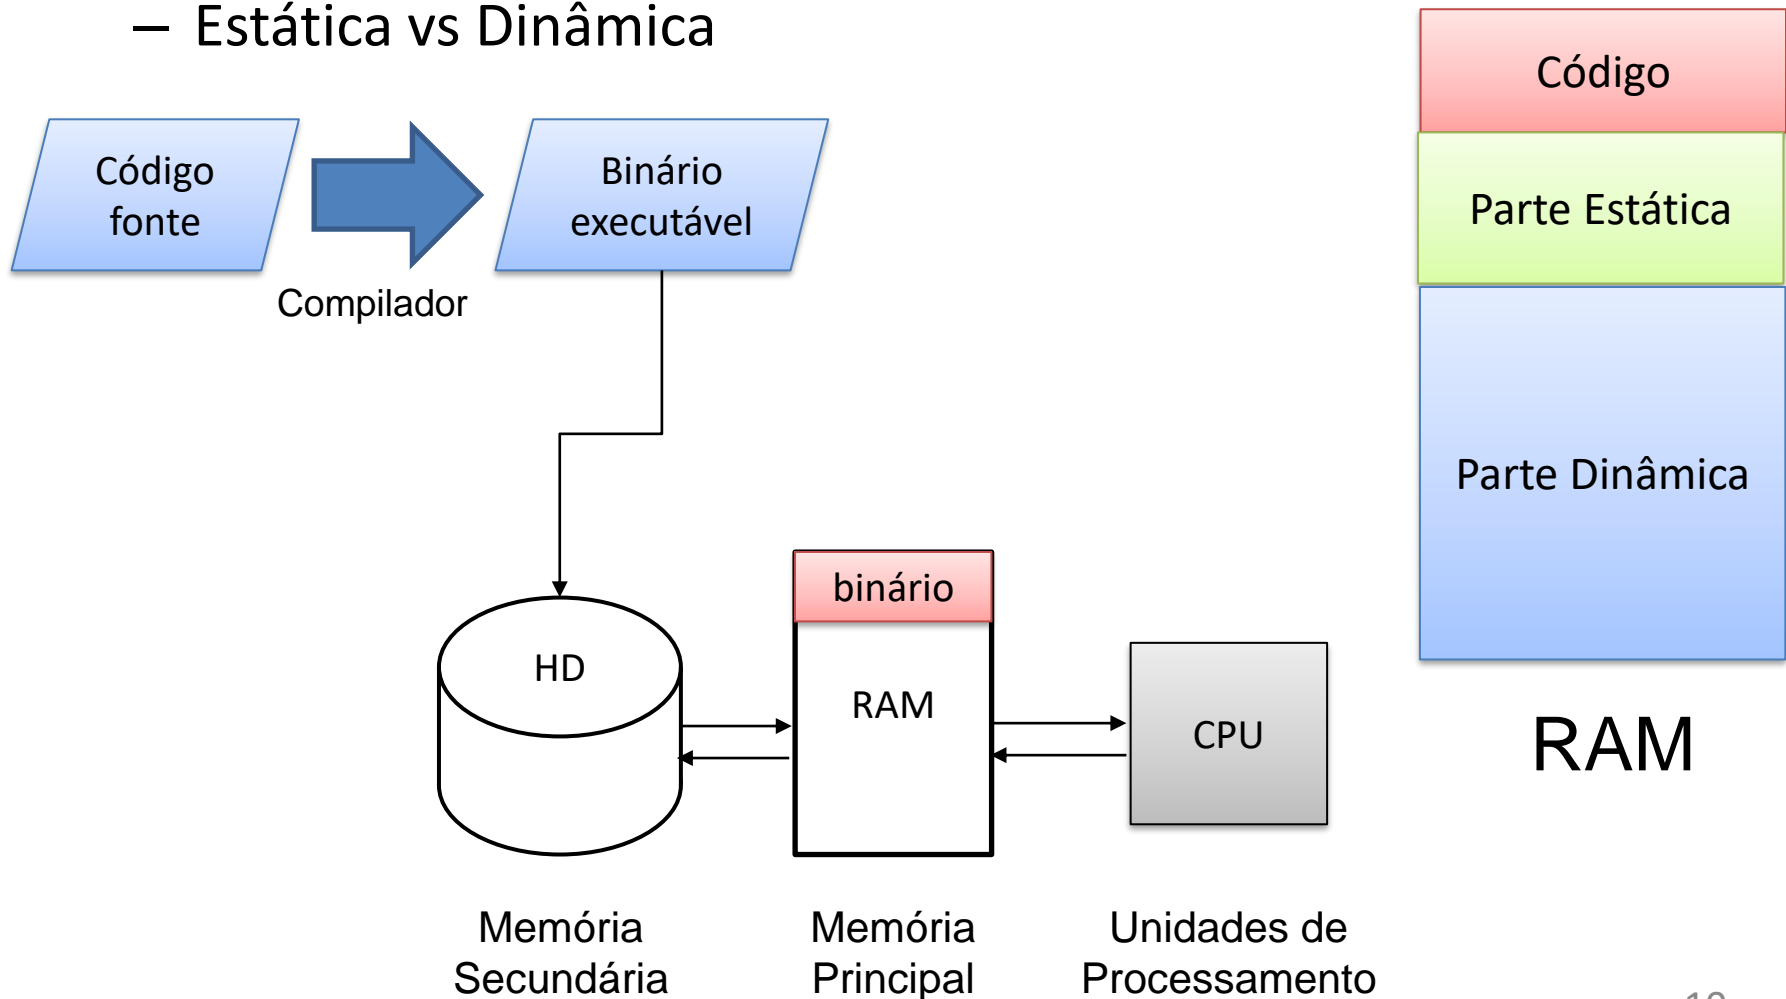 – Estática vs Dinâmica
Código
fonte
Compilador
Binário
executável
HD
binário
RAM
CPU
Memória
Secundária
Memória
Principal
Unidades de
Processamento
Código
Parte Estática
Parte Dinâmica
RAM